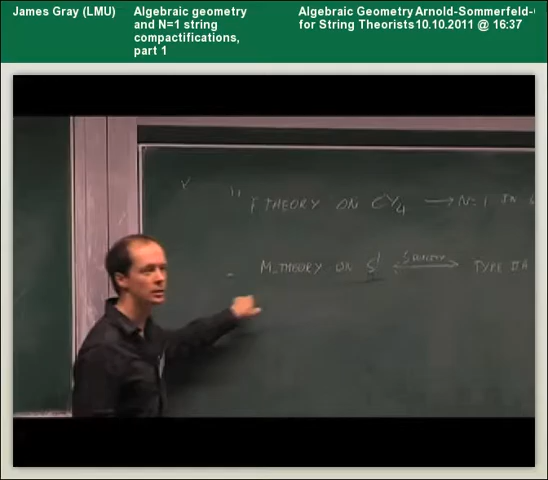 James Gray (LMU)
Algebraic geometry
and N=1 string
compactifications,
part 1
Algebraic Geometry
for String Theorists
Arnold-Sommerfeld-
10.10.2011 @ 16:37
F THEORY ON CY4 → N=1 IN
- M-THEORY ON S¹ ⟷ TYPE IIA